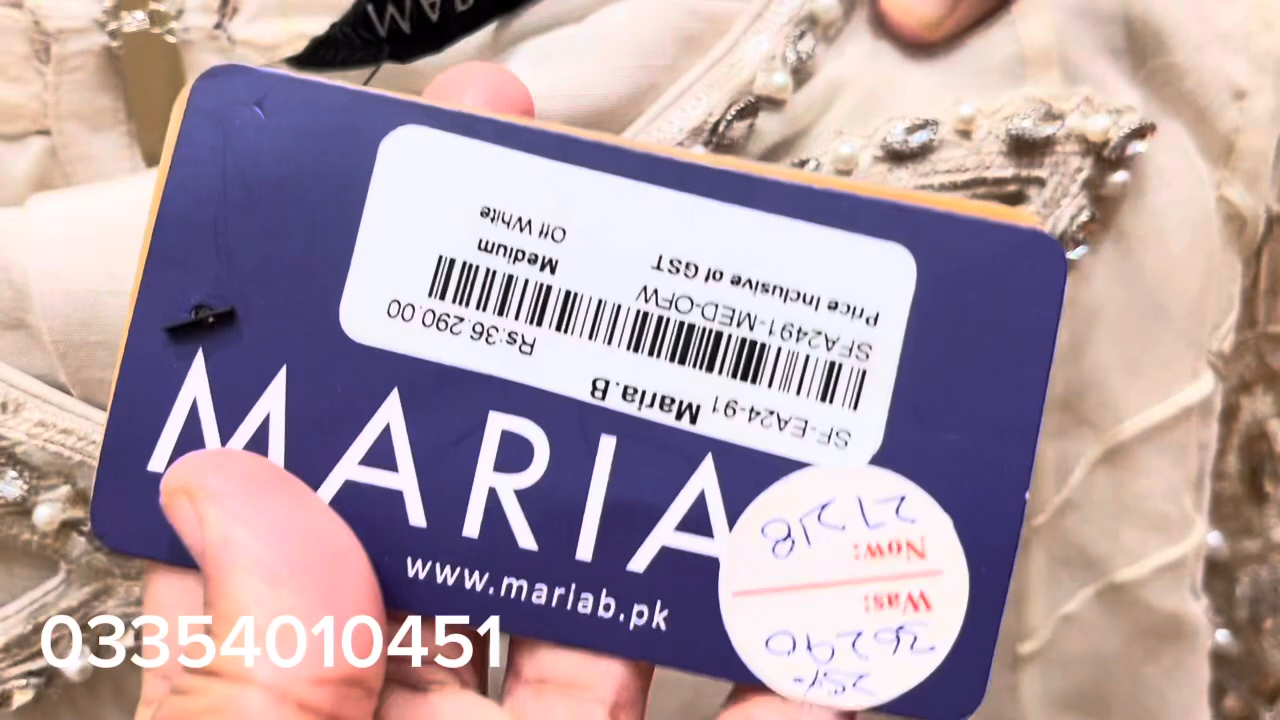 MARIA
www.mariab.pk
SF-EA24-91 Maria.B
Rs:36,290.00
SFA2491-MED-OFW
Price Inclusive of GST
Medium
Off White
25%
Was: 36290
Now: 27218
03354010451